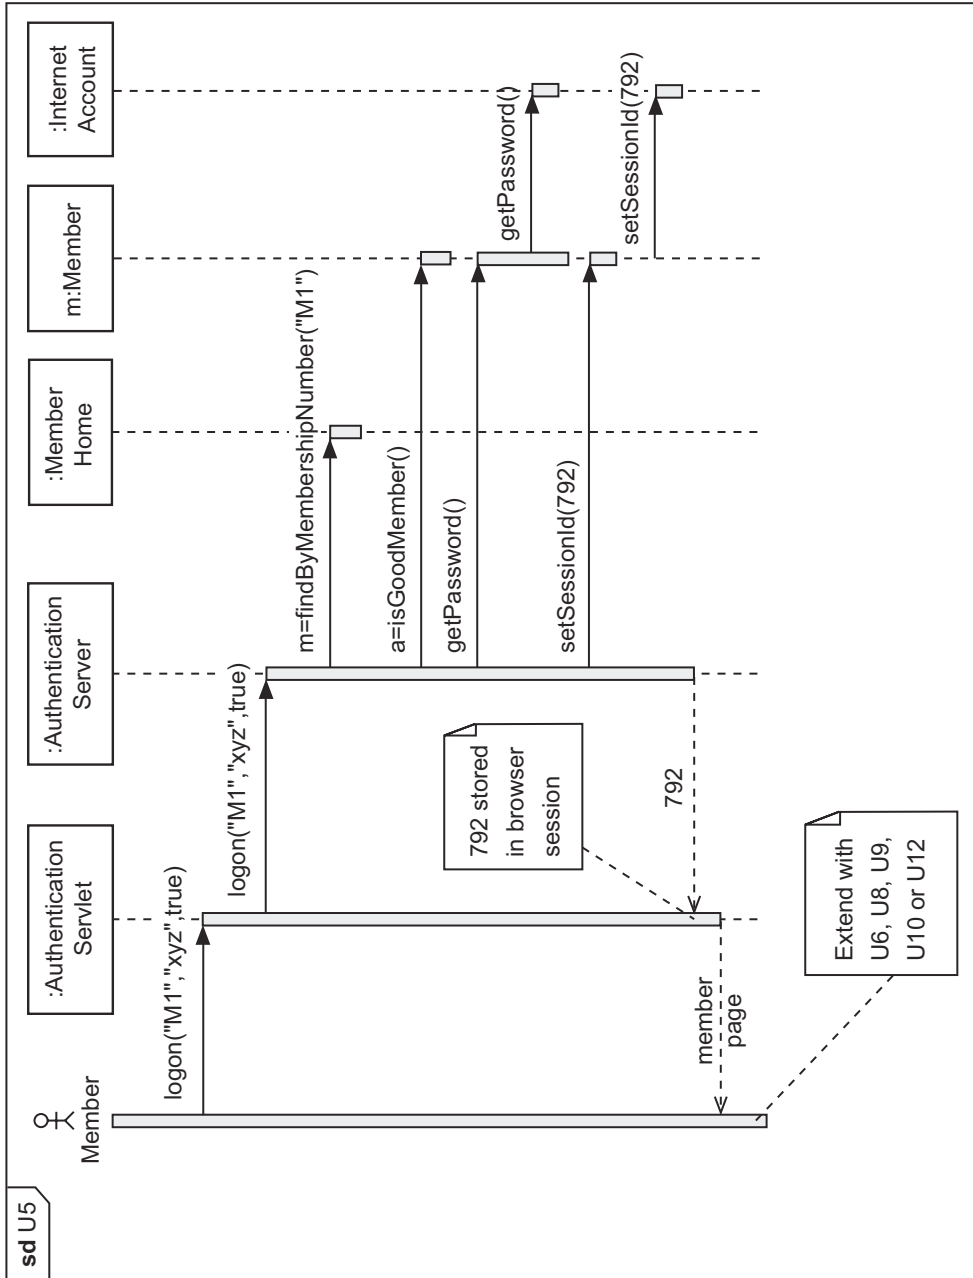 sd U5
Member
:Authentication
Servlet
:Authentication
Server
:Member
Home
m:Member
:Internet
Account
logon("M1","xyz",true)
logon("M1","xyz",true)
m=findByMembershipNumber("M1")
a=isGoodMember()
getPassword()
getPassword()
setSessionId(792)
setSessionId(792)
792 stored
in browser
session
792
member
page
Extend with
U6, U8, U9,
U10 or U12